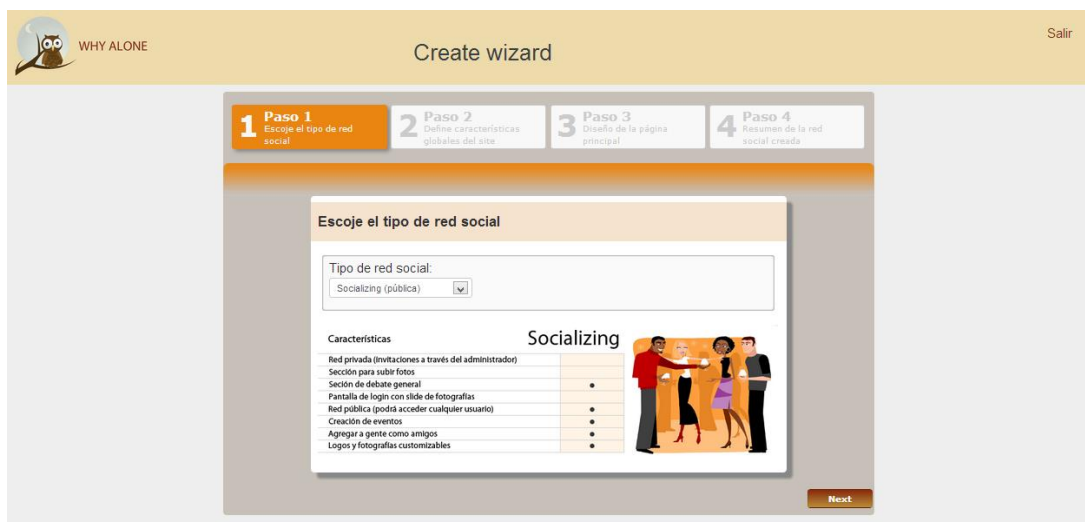 WHY ALONE
Create wizard
Salir
1 Paso 1
Escoje el tipo de red
social
2 Paso 2
Define características
globales del site
3 Paso 3
Diseño de la página
principal
4 Paso 4
Resumen de la red
social creada
Escoje el tipo de red social
Tipo de red social:
Socializing (pública)
Características
Socializing
Red privada (Invitaciones a través del administrador)
Sección para subir fotos
Seción de debate general
Pantalla de login con slide de fotografías
Red pública (podrá acceder cualquier usuario)
Creación de eventos
Agregar a gente como amigos
Logos y fotografías customizables
Next